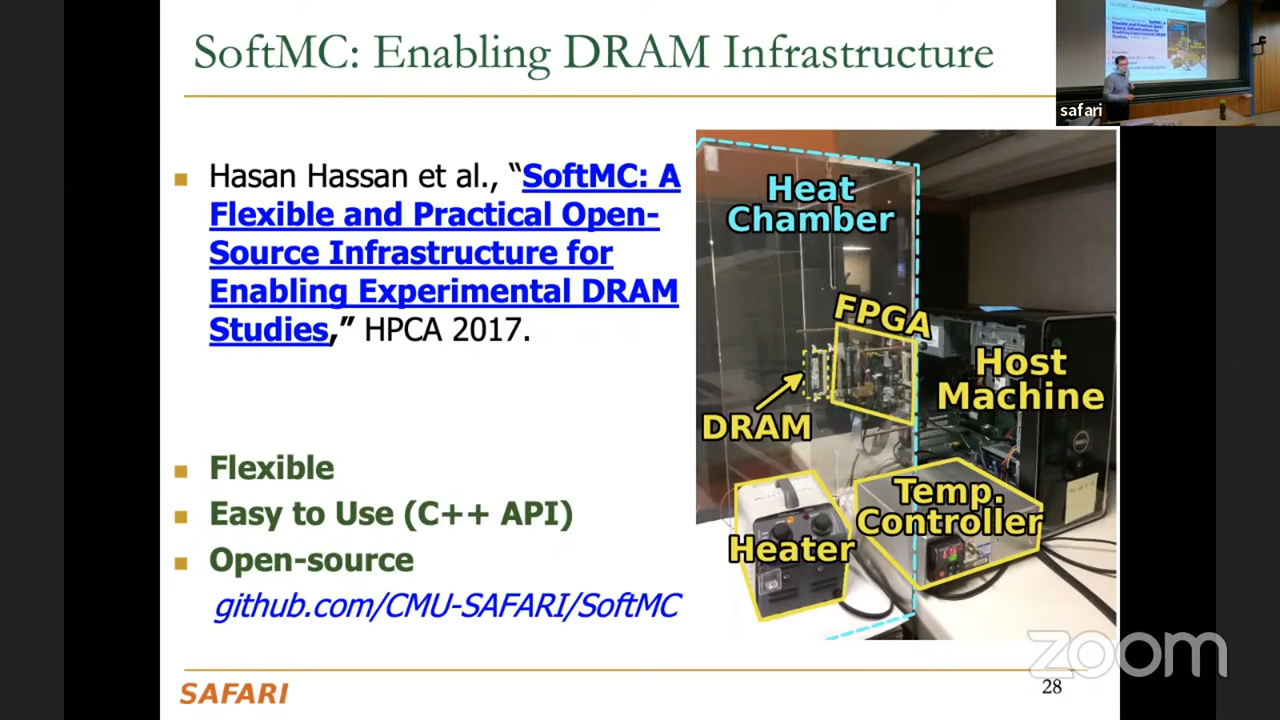 SoftMC: Enabling DRAM Infrastructure
safari
Hasan Hassan et al., “SoftMC: A
Flexible and Practical Open-
Source Infrastructure for
Enabling Experimental DRAM
Studies,” HPCA 2017.
Flexible
Easy to Use (C++ API)
Open-source
github.com/CMU-SAFARI/SoftMC
Heat
Chamber
FPGA
Host
Machine
DRAM
DELL
Temp.
Controller
Heater
zoom
SAFARI
28